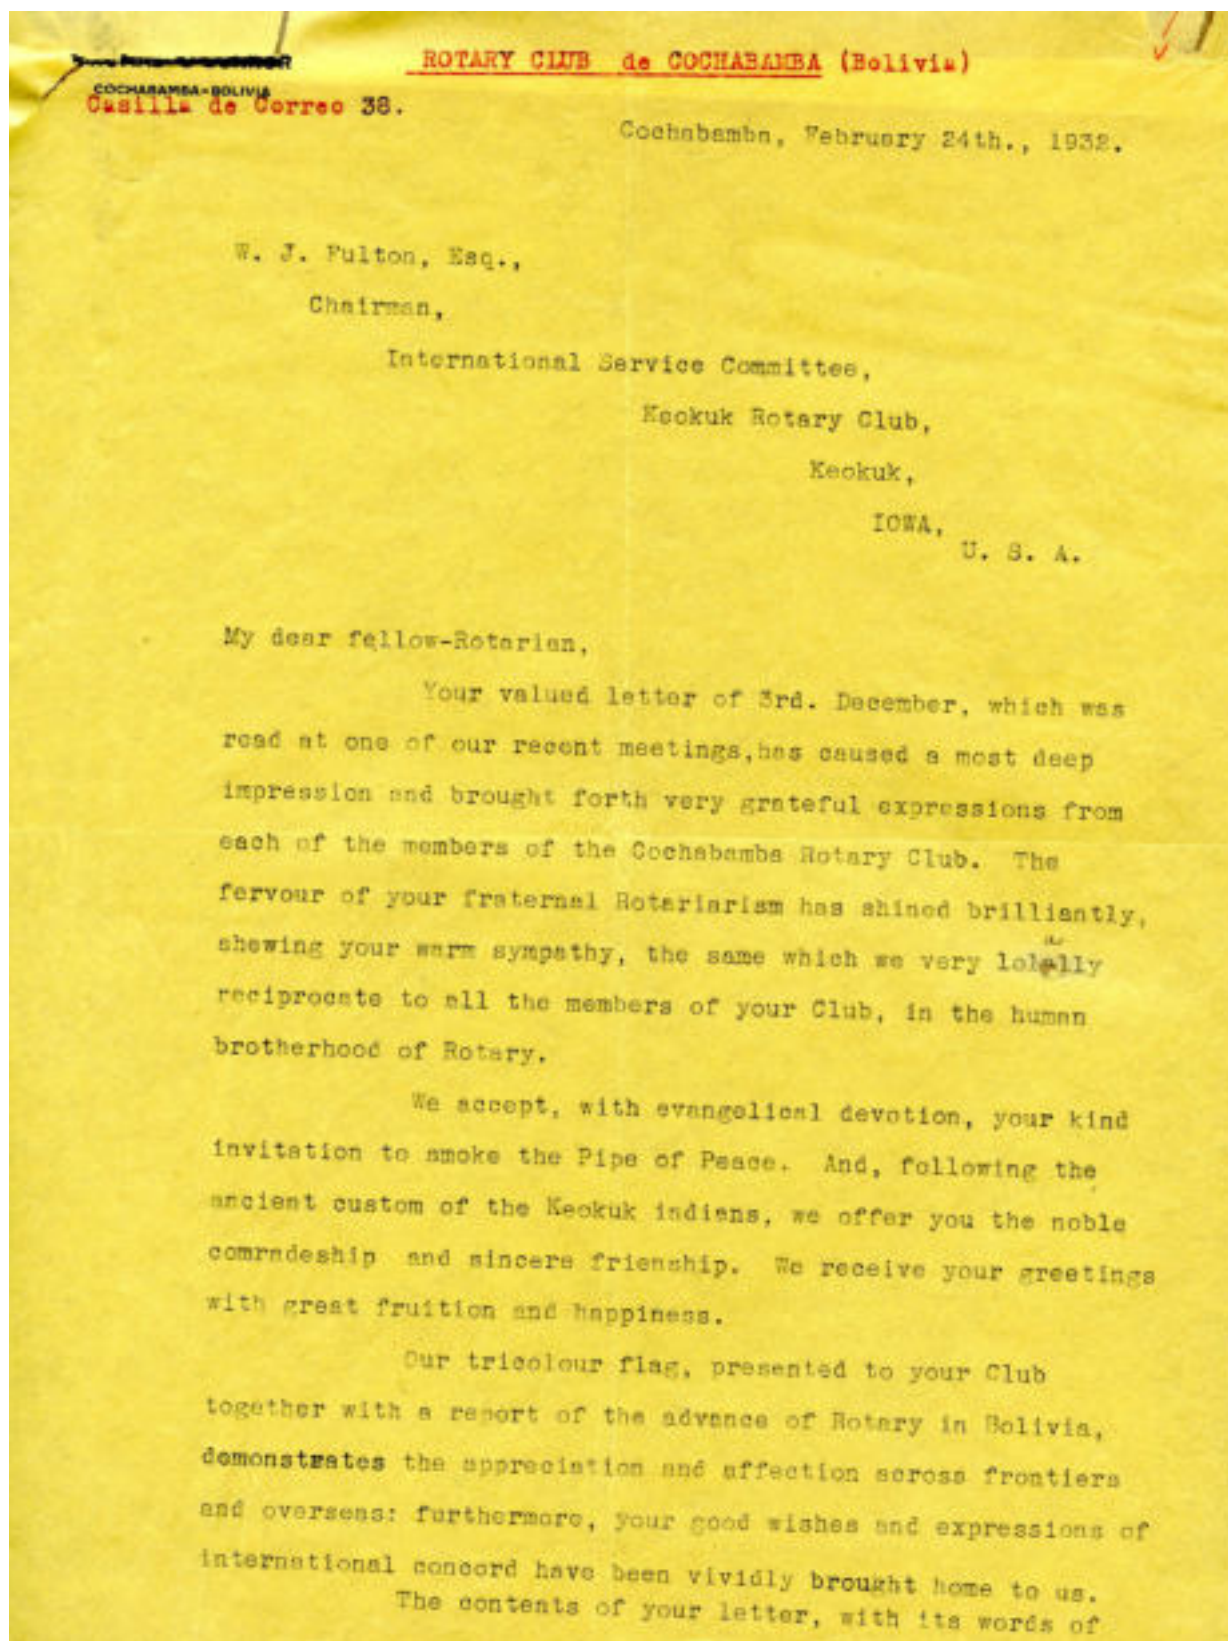 ROTARY CLUB de COCHABAMBA (Bolivia)
COCHABAMBA-BOLIVIA
Casilla de Correo 38.
Cochabamba, February 24th., 1932.
W. J. Fulton, Esq.,
Chairman,
International Service Committee,
Keokuk Rotary Club,
Keokuk,
IOWA,
U. S. A.
My dear fellow-Rotarian,
Your valued letter of 3rd. December, which was
read at one of our recent meetings,has caused a most deep
impression and brought forth very grateful expressions from
each of the members of the Cochabamba Rotary Club. The
fervour of your fraternal Rotariarism has shined brilliantly,
shewing your warm sympathy, the same which we very
reciprocate to all the members of your Club, in the human
brotherhood of Rotary.
We accept, with evangelical devotion, your kind
invitation to smoke the Pipe of Peace. And, following the
ancient custom of the Keokuk indians, we offer you the noble
comradeship and sincere frienship. We receive your greetings
with great fruition and happiness.
Our tricolour flag, presented to your Club
together with a report of the advance of Rotary in Bolivia,
demonstrates the appreciation and affection across frontiers
and overseas: furthermore, your good wishes and expressions of
international concord have been vividly brought home to us.
The contents of your letter, with its words of